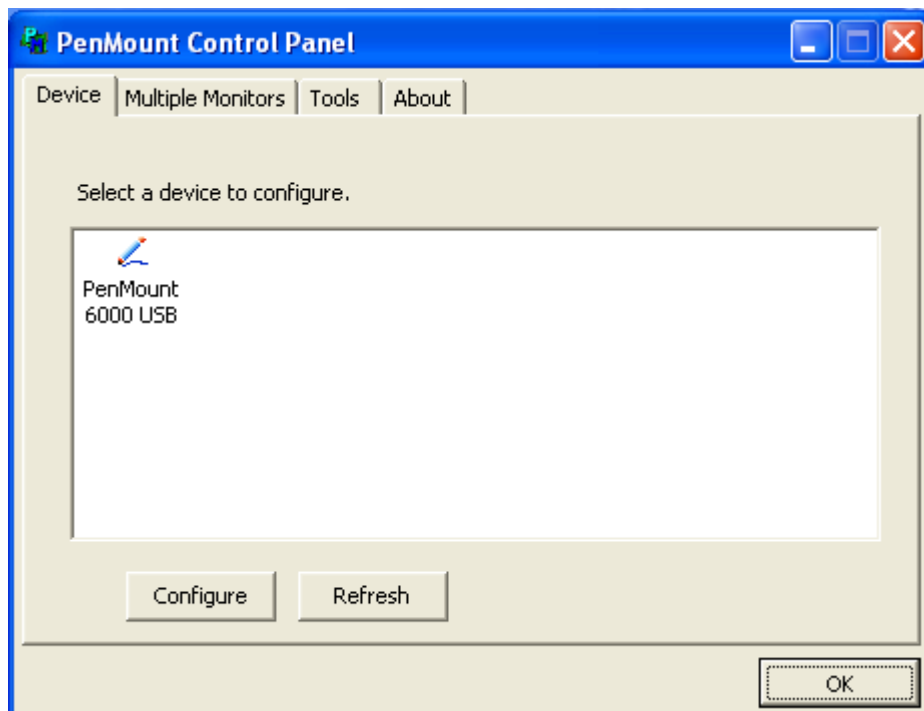 PenMount Control Panel
Device Multiple Monitors Tools About
Select a device to configure.
PenMount
6000 USB
Configure Refresh
OK